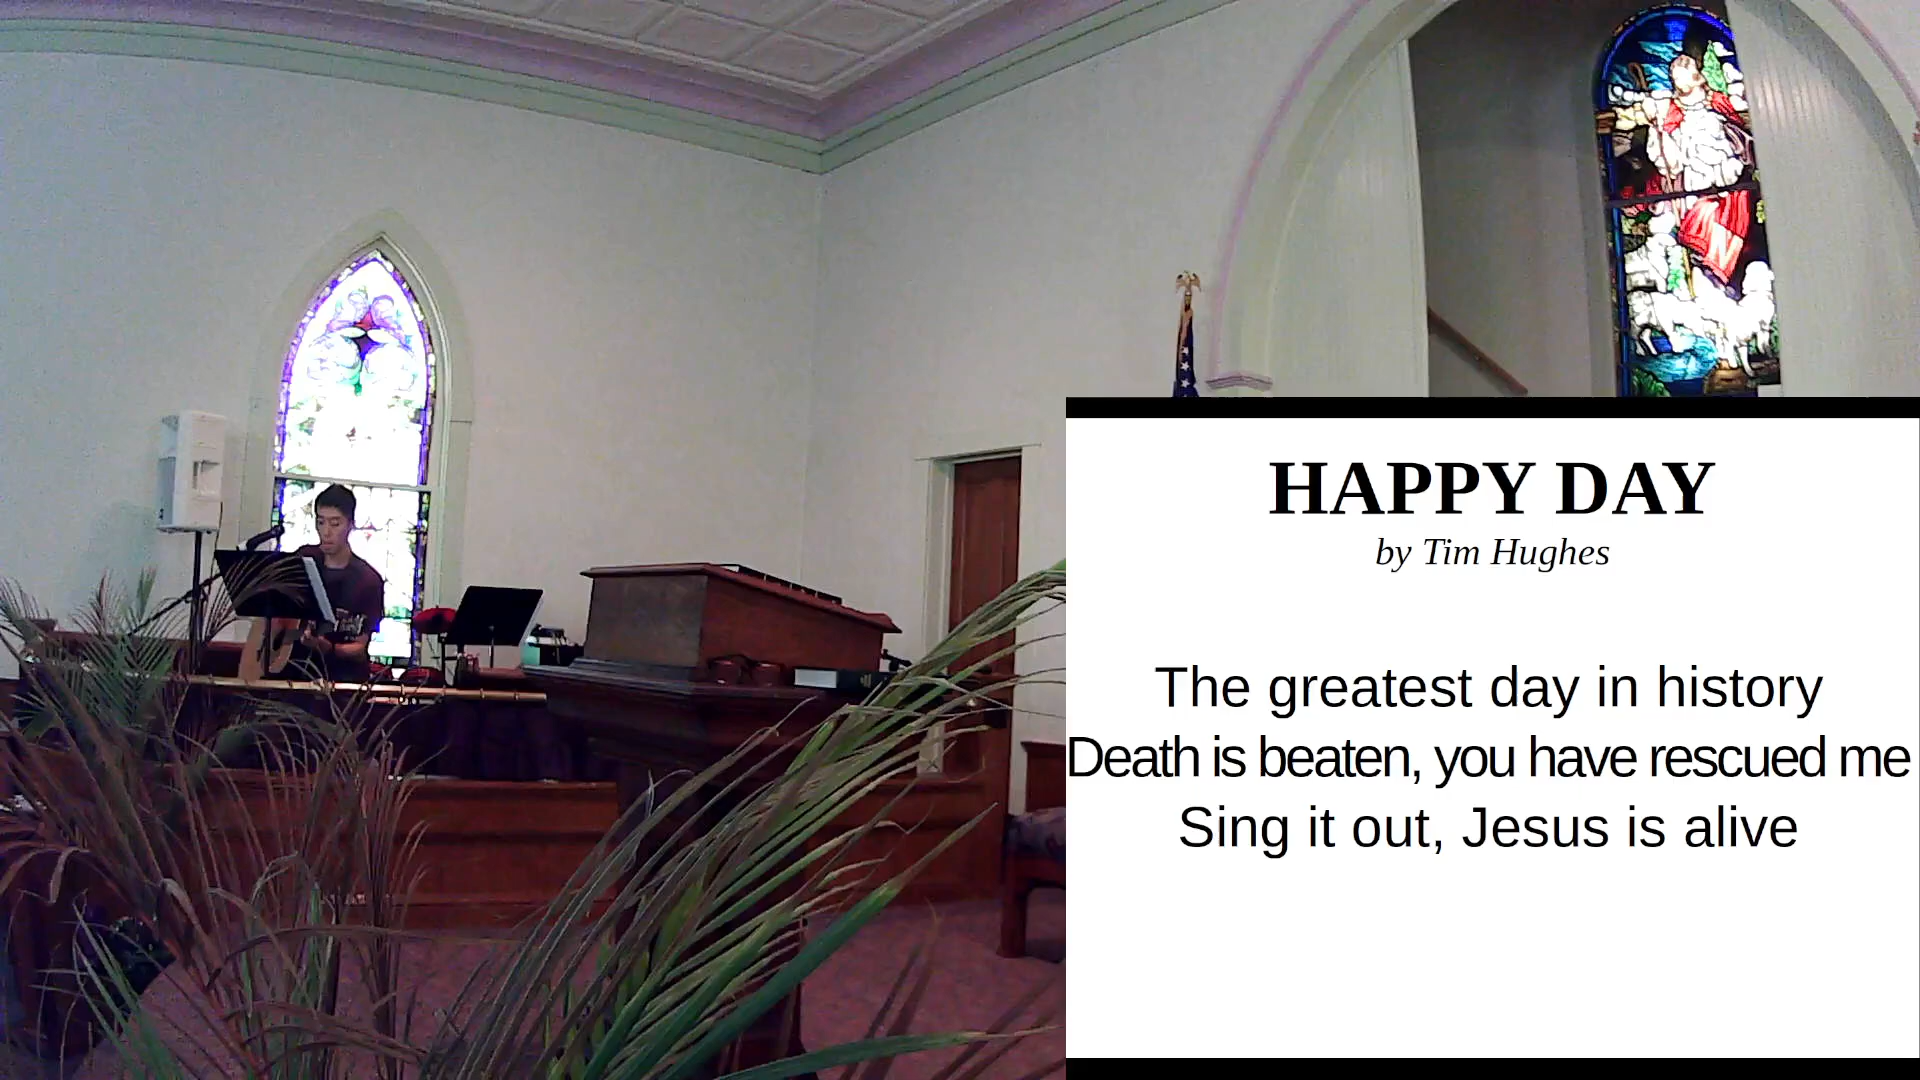 HAPPY DAY
by Tim Hughes
The greatest day in history
Death is beaten, you have rescued me
Sing it out, Jesus is alive